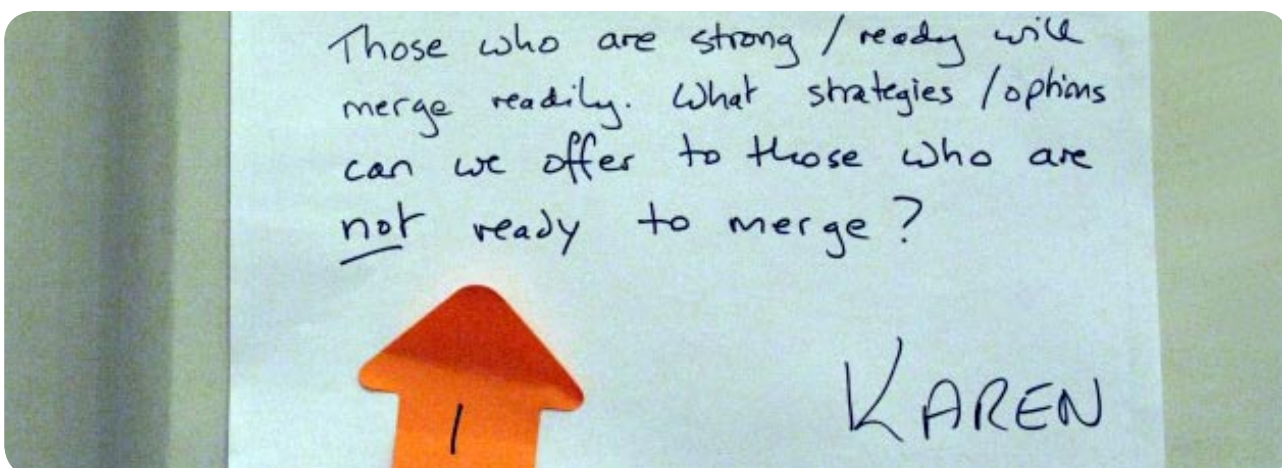 Those who are strong / ready will
merge readily. What strategies / options
can we offer to those who are
not ready to merge?
KAREN
1